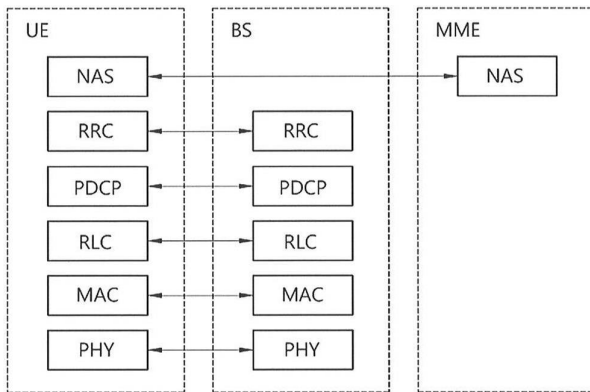 UE BS MME
NAS NAS
RRC RRC
PDCP PDCP
RLC RLC
MAC MAC
PHY PHY